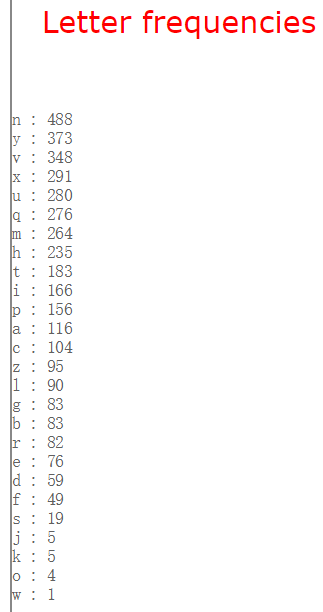 Letter frequencies
n : 488
y : 373
v : 348
x : 291
u : 280
q : 276
m : 264
h : 235
t : 183
i : 166
p : 156
a : 116
c : 104
z : 95
l : 90
g : 83
b : 83
r : 82
e : 76
d : 59
f : 49
s : 19
j : 5
k : 5
o : 4
w : 1